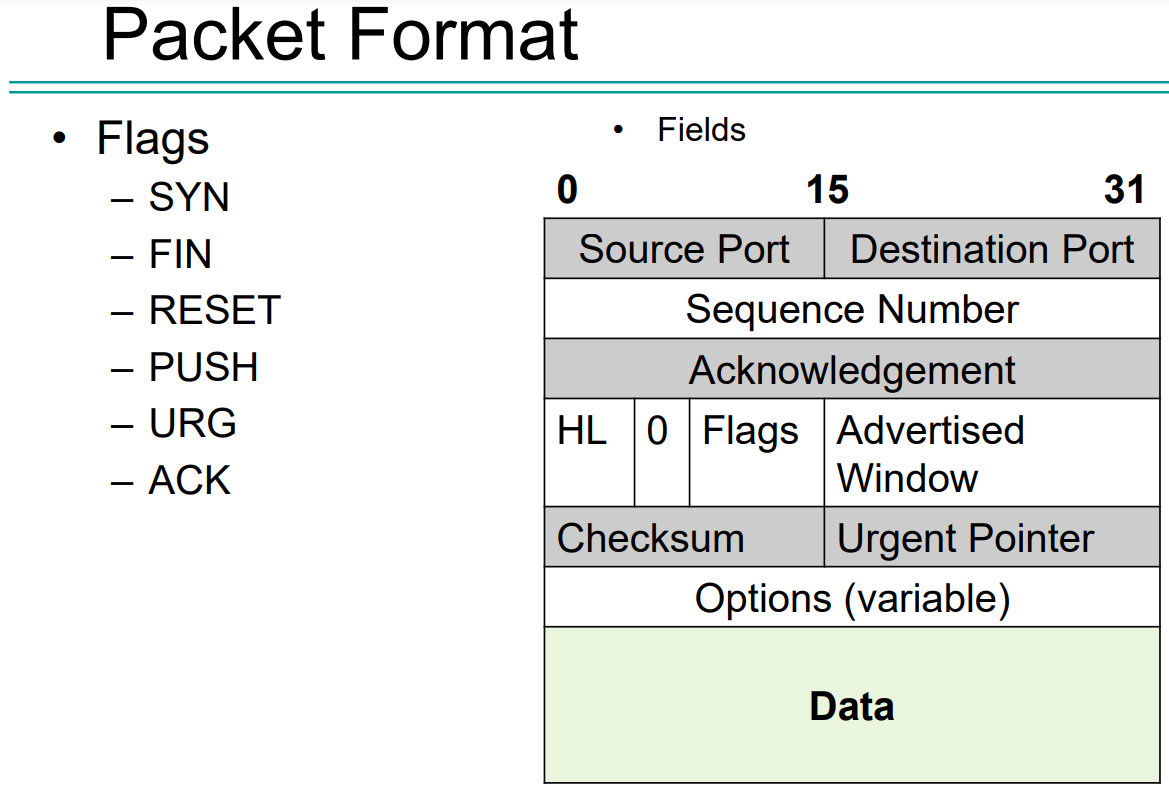 Packet Format
• Flags
– SYN
– FIN
– RESET
– PUSH
– URG
– ACK
• Fields
0 15 31
Source Port Destination Port
Sequence Number
Acknowledgement
HL 0 Flags Advertised
Window
Checksum Urgent Pointer
Options (variable)
Data